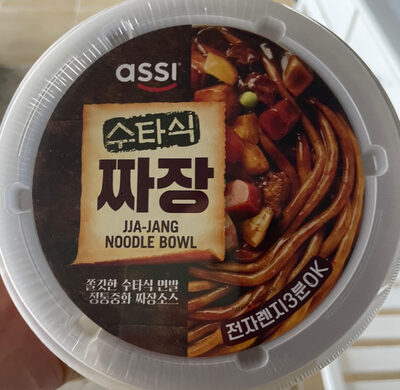 assi
수타식
짜장
JJA-JANG
NOODLE BOWL
쫄깃한 수타식 면발
정통중화 짜장소스
전자렌지3분OK